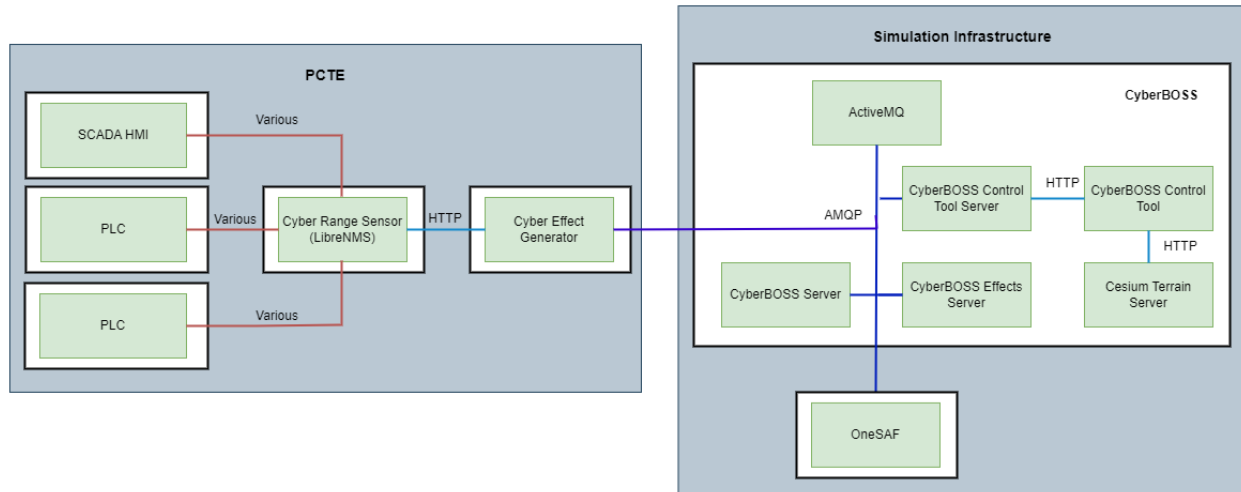 PCTE
SCADA HMI
Various
PLC
Various
Cyber Range Sensor
(LibreNMS)
HTTP
Cyber Effect
Generator
PLC
Various
AMQP
Simulation Infrastructure
CyberBOSS
ActiveMQ
CyberBOSS Control
Tool Server
HTTP
CyberBOSS Control
Tool
HTTP
CyberBOSS Server
CyberBOSS Effects
Server
Cesium Terrain
Server
OneSAF